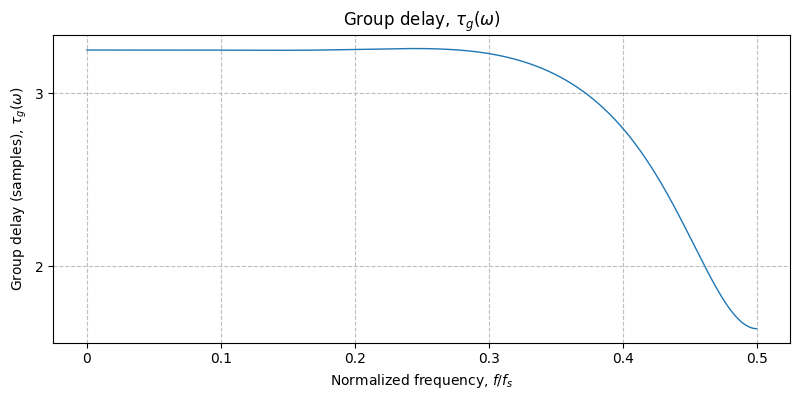 Group delay, τg(ω)
Group delay (samples), τg(ω)
3
2
0
0.1
0.2
0.3
0.4
0.5
Normalized frequency, f/fs